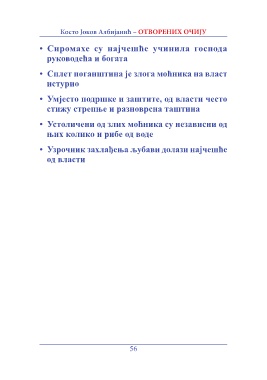 Косто Јоков Албијанић – ОТВОРЕНИХ ОЧИЈУ
• Сиромахе су најчешће учинила господа
руководећа и богата
• Сплет поганштина је злога моћника на власт
истурио
• Умјесто подршке и заштите, од власти често
стижу стрепње и разноврсна таштина
• Устоличени од злих моћника су независни од
њих колико и рибе од воде
• Узрочник захлађења љубави долази најчешће
од власти
56